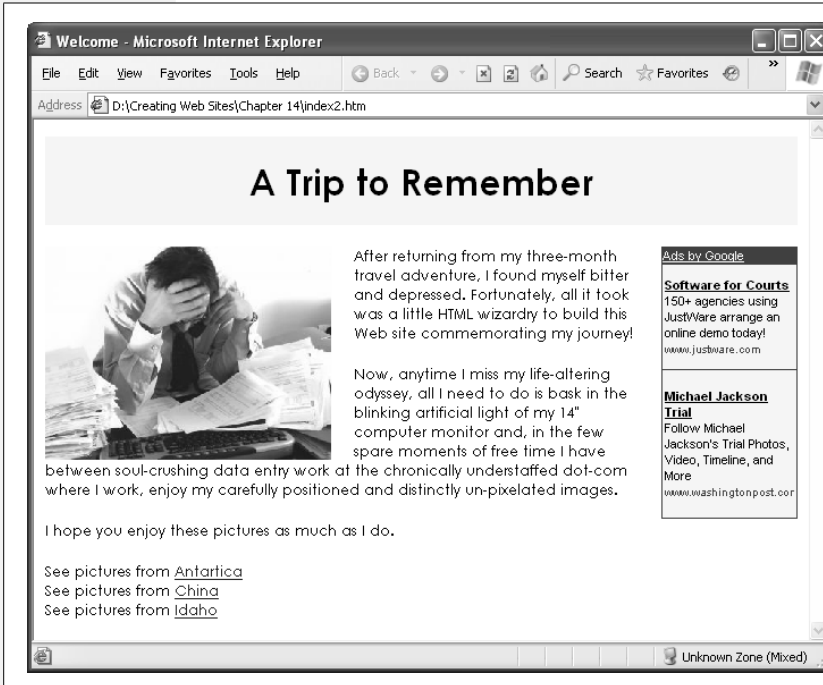 Welcome - Microsoft Internet Explorer
File Edit View Favorites Tools Help Back Search Favorites »
Address D:\Creating Web Sites\Chapter 14\index2.htm
A Trip to Remember
After returning from my three-month
travel adventure, I found myself bitter
and depressed. Fortunately, all it took
was a little HTML wizardry to build this
Web site commemorating my journey!
Now, anytime I miss my life-altering
odyssey, all I need to do is bask in the
blinking artificial light of my 14"
computer monitor and, in the few
spare moments of free time I have
between soul-crushing data entry work at the chronically understaffed dot-com
where I work, enjoy my carefully positioned and distinctly un-pixelated images.
I hope you enjoy these pictures as much as I do.
See pictures from Antartica
See pictures from China
See pictures from Idaho
Ads by Google
Software for Courts
150+ agencies using
JustWare arrange an
online demo today!
www.justware.com
Michael Jackson
Trial
Follow Michael
Jackson's Trial Photos,
Video, Timeline, and
More
www.washingtonpost.cor
Unknown Zone (Mixed)